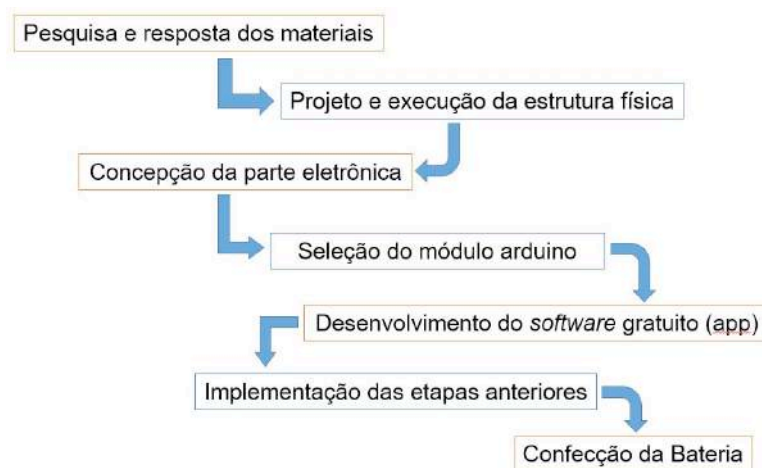 Pesquisa e resposta dos materiais
Projeto e execução da estrutura física
Concepção da parte eletrônica
Seleção do módulo arduino
Desenvolvimento do software gratuito (app)
Implementação das etapas anteriores
Confecção da Bateria